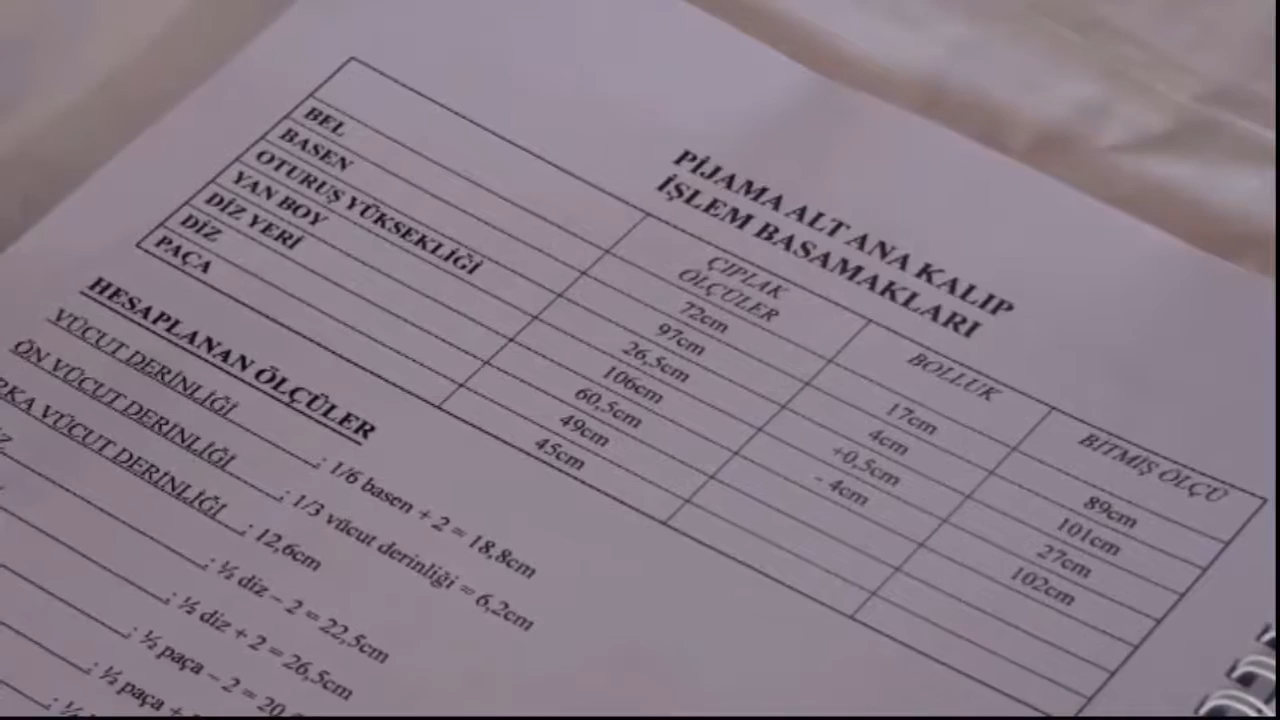 PİJAMA ALT ANA KALIP
İŞLEM BASAMAKLARI
ÇIPLAK ÖLÇÜLER BOLLUK BİTMİŞ ÖLÇÜ
BEL 72cm 17cm 89cm
BASEN 97cm 4cm 101cm
OTURUŞ YÜKSEKLİĞİ 26,5cm +0,5cm 27cm
YAN BOY 106cm - 4cm 102cm
DİZ YERİ 60,5cm
DİZ 49cm
PAÇA 45cm
HESAPLANAN ÖLÇÜLER
VÜCUT DERİNLİĞİ : 1/6 basen + 2 = 18,8cm
ÖN VÜCUT DERINLİĞİ : 1/3 vücut derinliği = 6,2cm
VÜCUT DERİNLİĞİ : 12,6cm
: ½ diz – 2 = 22,5cm
: ½ diz + 2 = 26,5cm
: ½ paça – 2 = 20
: ½ paça +